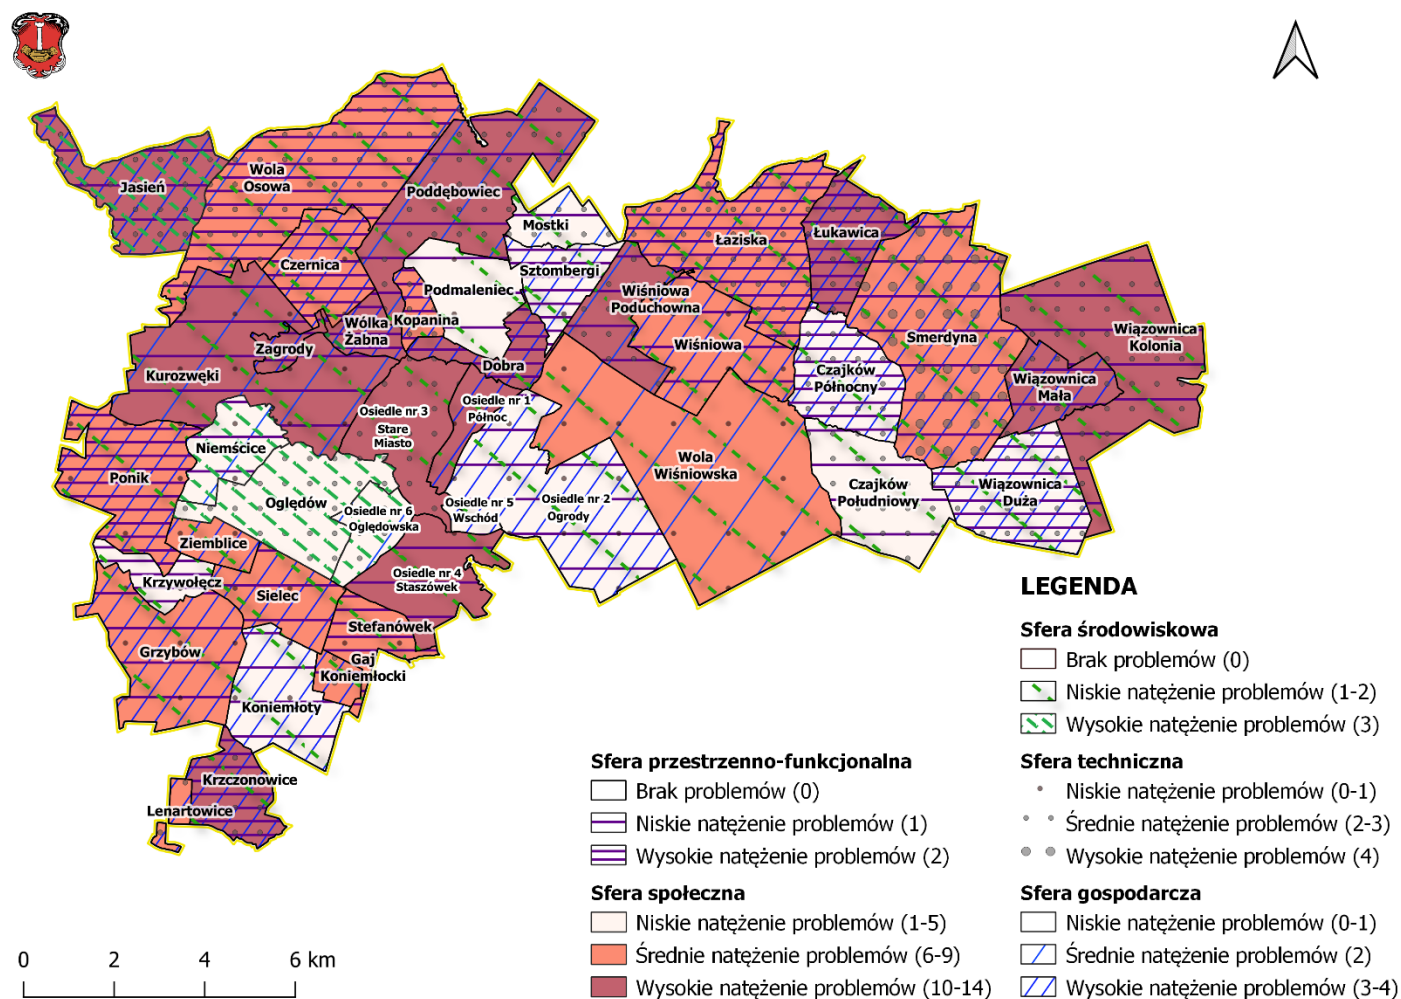 Jasień
Wola
Osowa
Poddębowiec
Mostki
Łaziska
Łukawica
Czernica
Sztombergi
Podmaleniec
Wiśniowa
Poduchowna
Wiązownica
Kolonia
Kopanina
Wólka
Żabna
Zagrody
Wiśniowa
Smerdyna
Kurozwęki
Dobra
Czajków
Północny
Wiązownica
Mała
Osiedle nr 1
Północ
Osiedle nr 3
Stare
Miasto
Niemścice
Ponik
Wola
Wiśniowska
Czajków
Południowy
Wiązownica
Duża
Oględów
Osiedle nr 6
Oględowska
Osiedle nr 5
Wschód
Osiedle nr 2
Ogrody
Ziemblice
Krzywołęcz
Sielec
Osiedle nr 4
Staszówek
Stefanówek
Grzybów
Gaj
Koniemłocki
Koniemłoty
Krzczonowice
Lenartowice
LEGENDA
Sfera środowiskowa
Brak problemów (0)
Niskie natężenie problemów (1-2)
Wysokie natężenie problemów (3)
Sfera przestrzenno-funkcjonalna
Brak problemów (0)
Niskie natężenie problemów (1)
Wysokie natężenie problemów (2)
Sfera techniczna
Niskie natężenie problemów (0-1)
Średnie natężenie problemów (2-3)
Wysokie natężenie problemów (4)
Sfera społeczna
Niskie natężenie problemów (1-5)
Średnie natężenie problemów (6-9)
Wysokie natężenie problemów (10-14)
Sfera gospodarcza
Niskie natężenie problemów (0-1)
Średnie natężenie problemów (2)
Wysokie natężenie problemów (3-4)
0 2 4 6 km